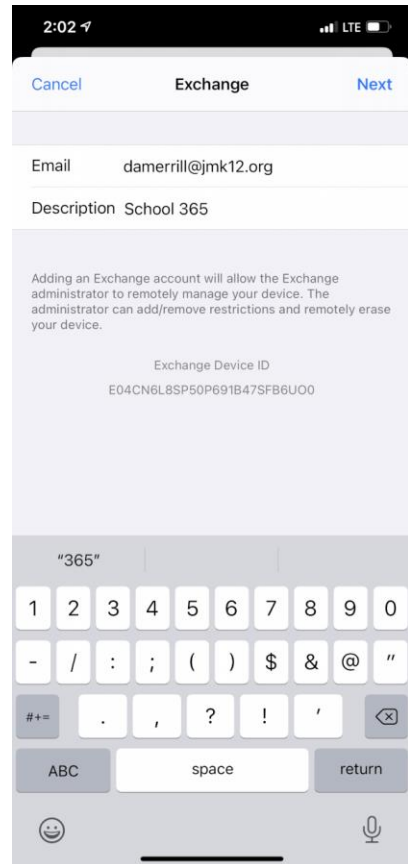 2:02 LTE
Cancel Exchange Next
Email damerrill@jmk12.org
Description School 365
Adding an Exchange account will allow the Exchange
administrator to remotely manage your device. The
administrator can add/remove restrictions and remotely erase
your device.
Exchange Device ID
E04CN6L8SP50P691B47SFB6UO0
“365”
1 2 3 4 5 6 7 8 9 0
- / : ; ( ) $ & @ "
#+= . , ? ! '
ABC space return